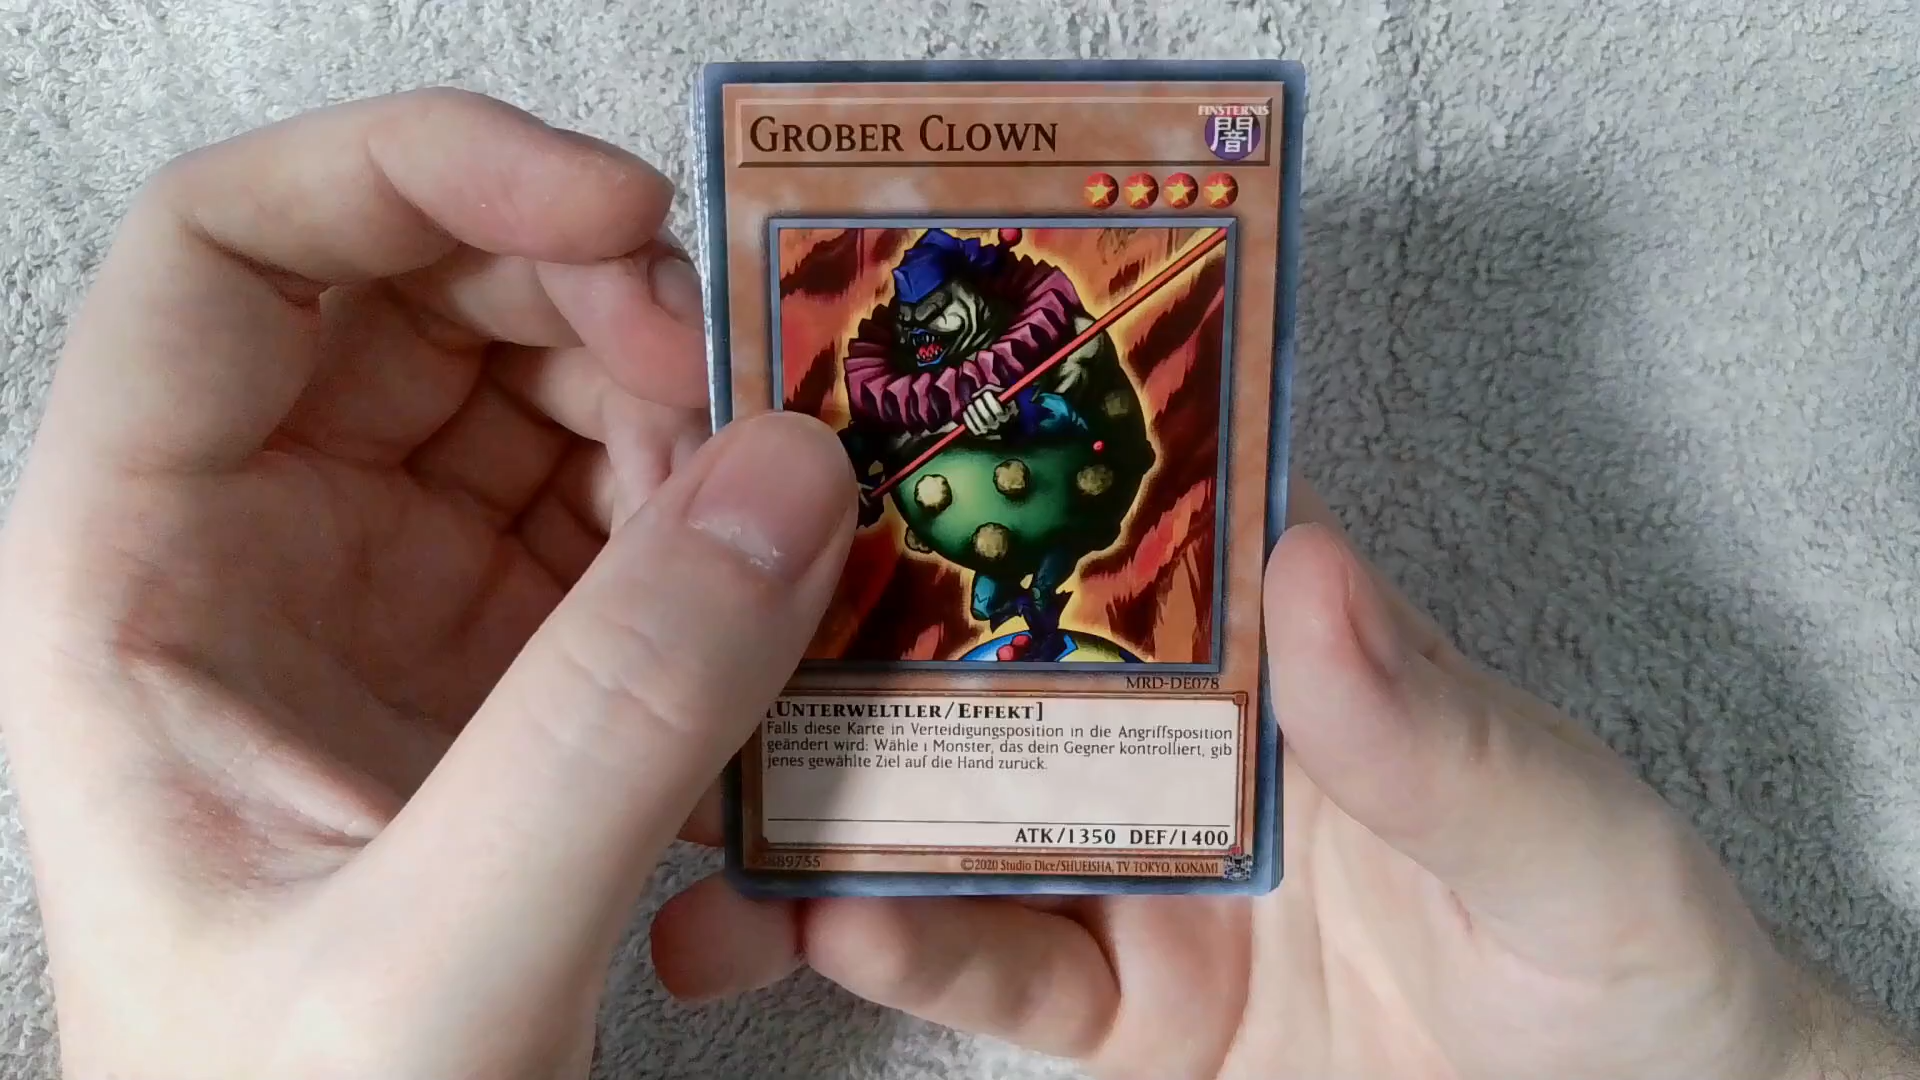 GROBER CLOWN
FINSTERNIS
闇
MRD-DE078
[UNTERWELTLER/EFFEKT]
Falls diese Karte in Verteidigungsposition in die Angriffsposition
geändert wird: Wähle 1 Monster, das dein Gegner kontrolliert, gib
jenes gewählte Ziel auf die Hand zurück.
ATK/1350 DEF/1400
889755
©2020 Studio Dice/SHUEISHA, TV TOKYO, KONAMI